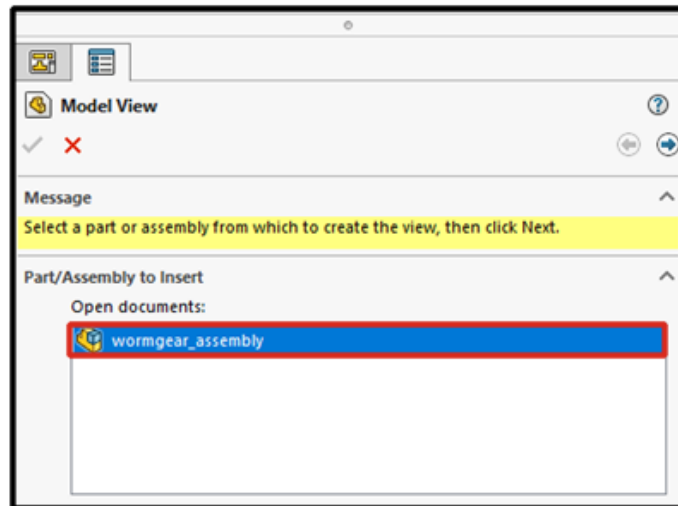 Model View
Message
Select a part or assembly from which to create the view, then click Next.
Part/Assembly to Insert
Open documents:
wormgear_assembly